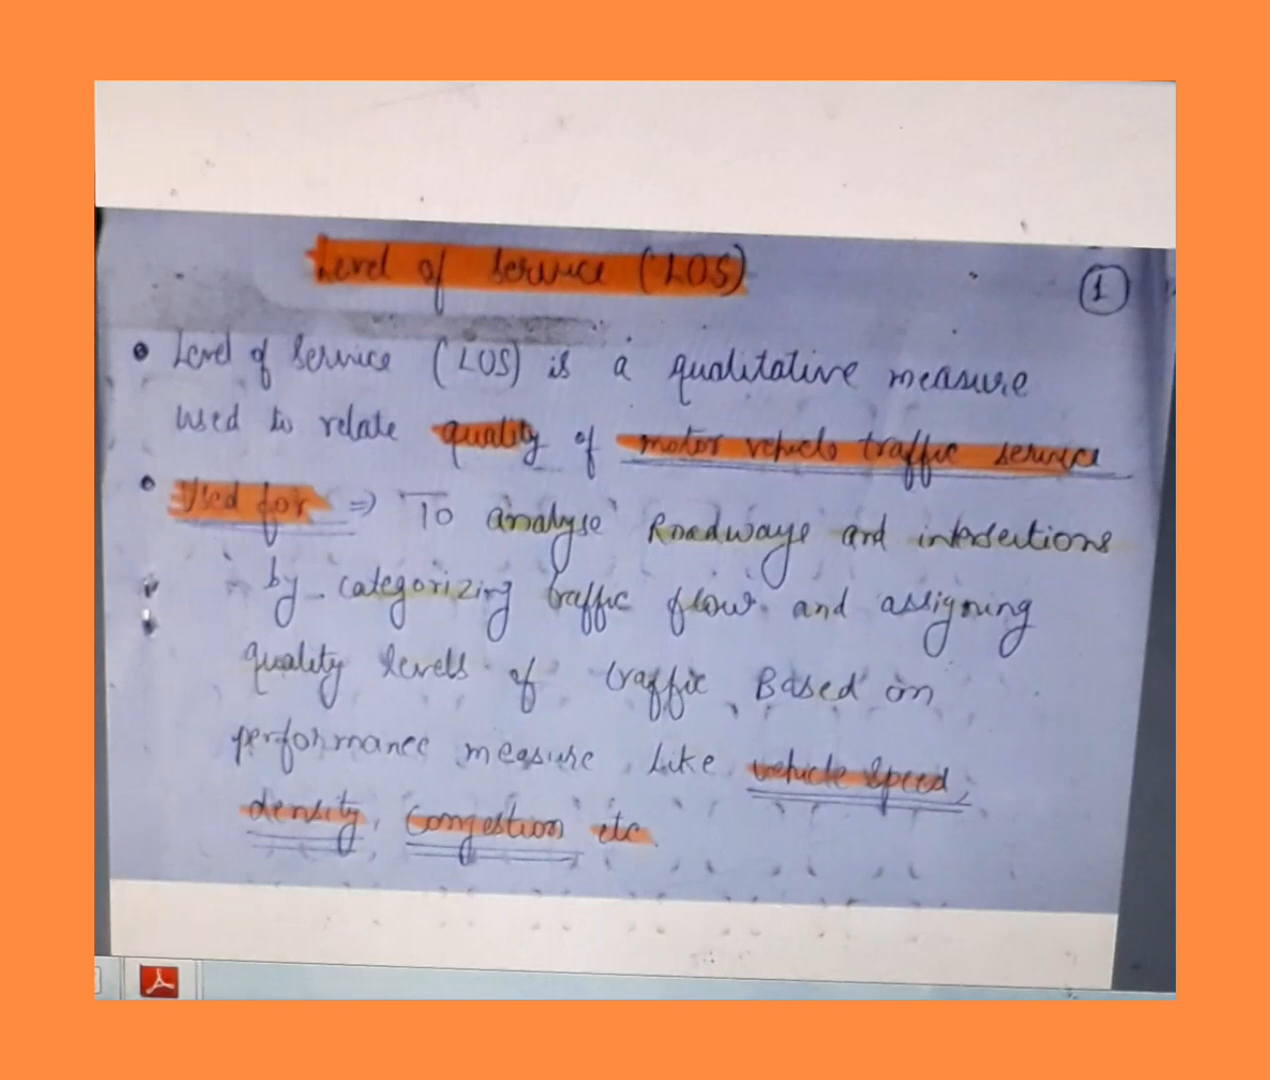 Level of Service (LOS)
1
• Level of Service (LOS) is a qualitative measure
used to relate quality of motor vehicle traffic service
• Used for ⇒ To analyse Roadways and intersections
by categorizing traffic flow and assigning
quality levels of traffic Based on
performance measure like vehicle speed,
density, Congestion etc.